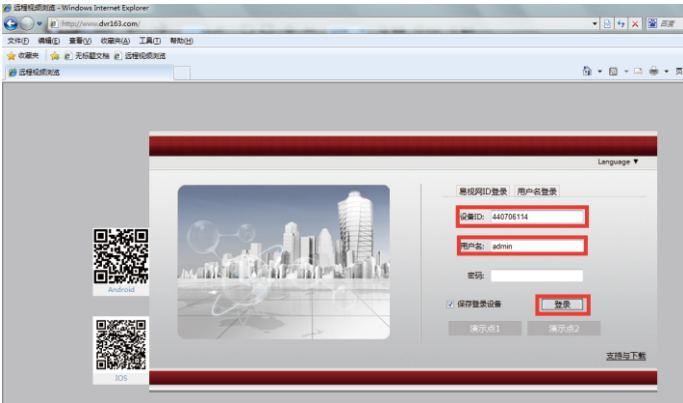 远程视频浏览 - Windows Internet Explorer
http://www.dvr163.com/
百度
文件(F) 编辑(E) 查看(V) 收藏夹(A) 工具(T) 帮助(H)
收藏夹 无标题文档 远程视频浏览
远程视频浏览
页
Language ▼
易视网ID登录 用户名登录
设备ID: 440706114
用户名: admin
密码:
保存登录设备 登录
演示点1 演示点2
支持与下载
Android
IOS